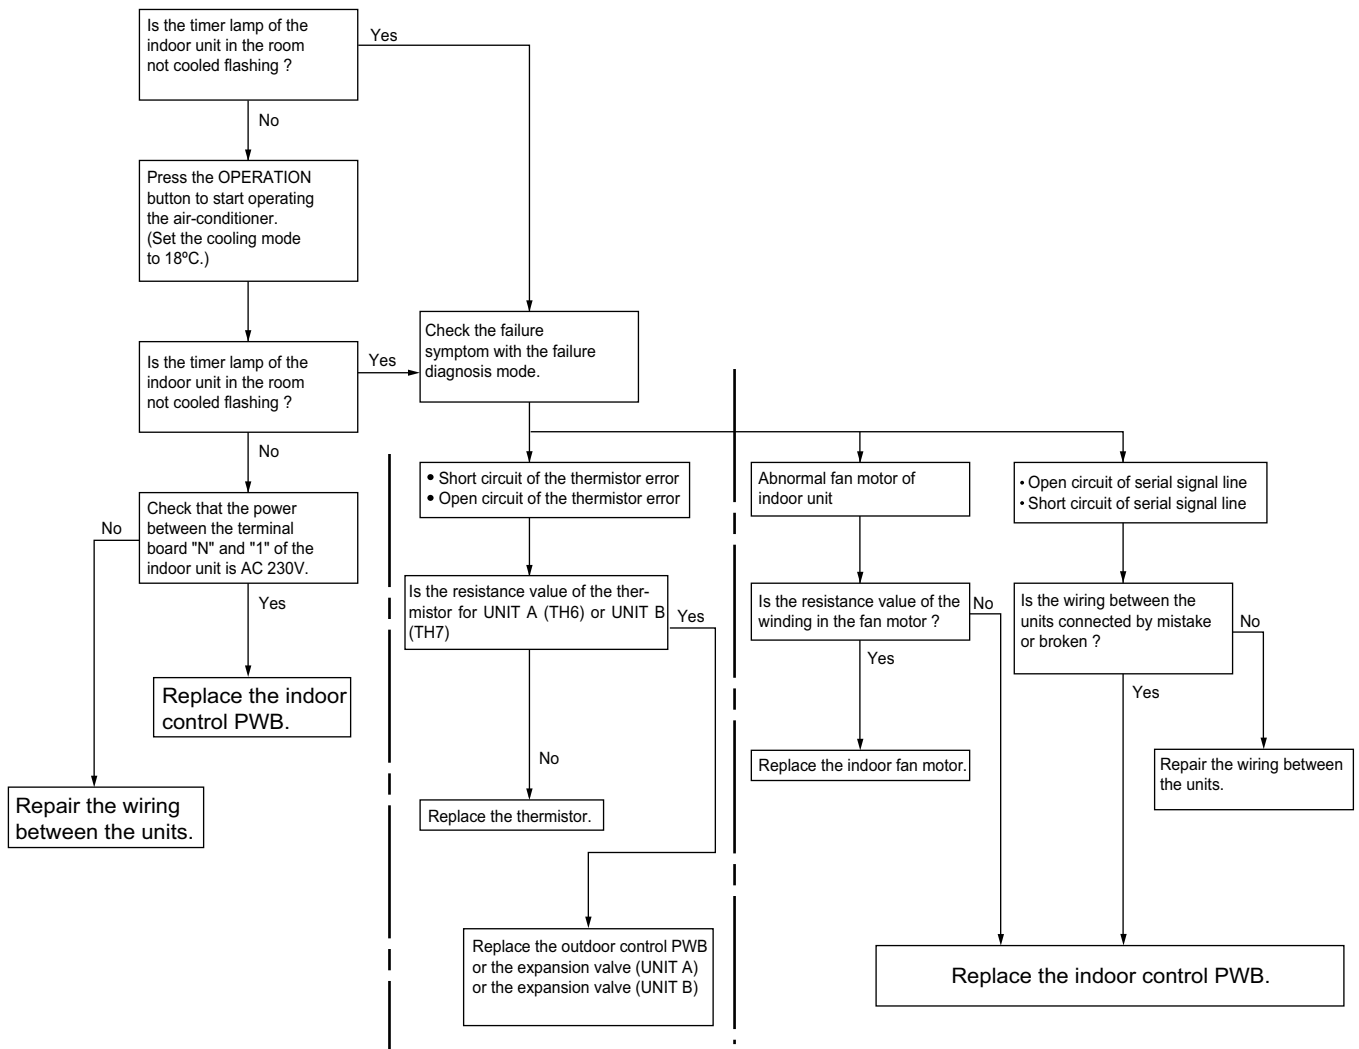 Is the timer lamp of the
indoor unit in the room
not cooled flashing ?
Yes
No
Press the OPERATION
button to start operating
the air-conditioner.
(Set the cooling mode
to 18ºC.)
Is the timer lamp of the
indoor unit in the room
not cooled flashing ?
Yes
Check the failure
symptom with the failure
diagnosis mode.
No
Check that the power
between the terminal
board "N" and "1" of the
indoor unit is AC 230V.
No
Yes
Replace the indoor
control PWB.
Repair the wiring
between the units.
• Short circuit of the thermistor error
• Open circuit of the thermistor error
Is the resistance value of the ther-
mistor for UNIT A (TH6) or UNIT B
(TH7)
Yes
No
Replace the thermistor.
Replace the outdoor control PWB
or the expansion valve (UNIT A)
or the expansion valve (UNIT B)
Abnormal fan motor of
indoor unit
Is the resistance value of the
winding in the fan motor ?
No
Yes
Replace the indoor fan motor.
• Open circuit of serial signal line
• Short circuit of serial signal line
Is the wiring between the
units connected by mistake
or broken ?
No
Yes
Repair the wiring between
the units.
Replace the indoor control PWB.